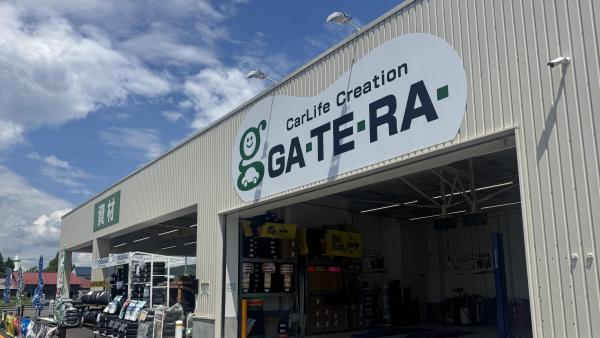 CarLife Creation
g GA·TE·RA·
資材